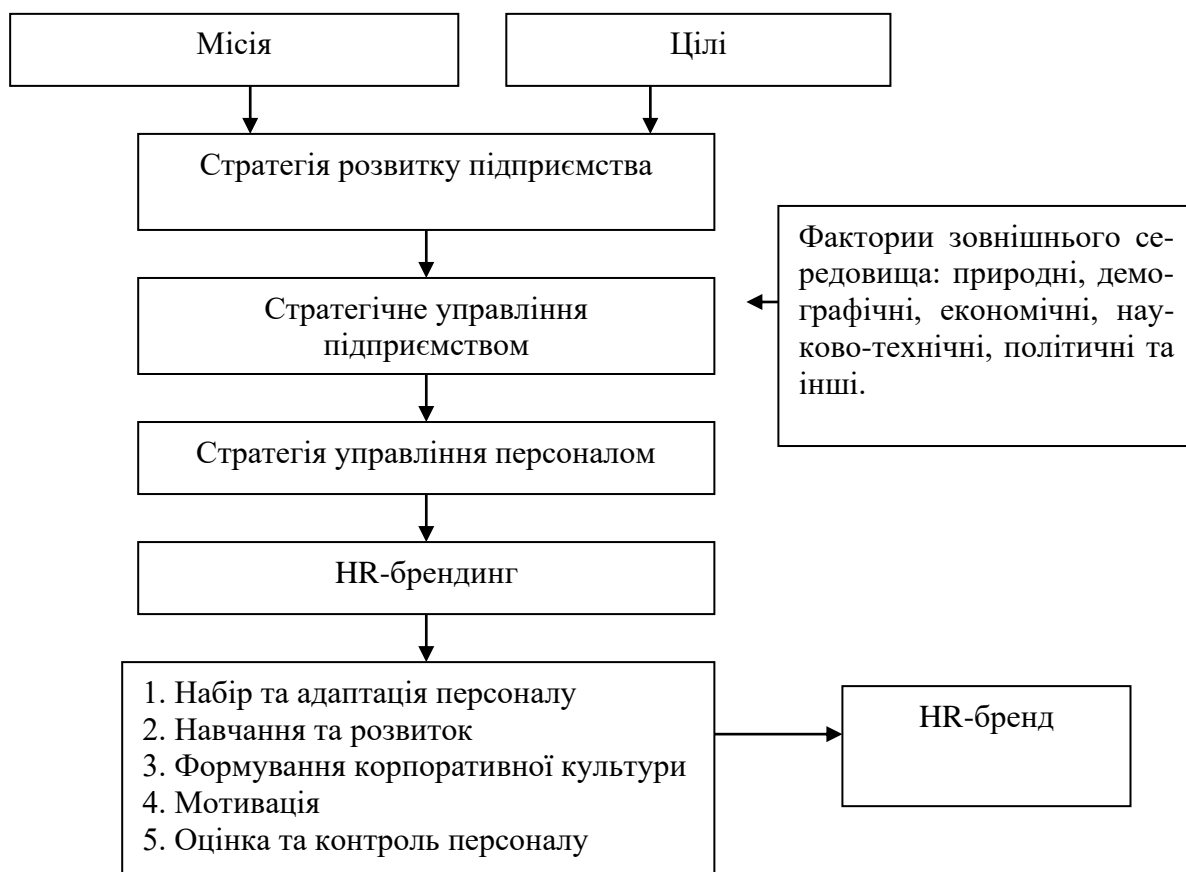 Місія
Цілі
Стратегія розвитку підприємства
Фактории зовнішнього се-
редовища: природні, демо-
графічні, економічні, нау-
ково-технічні, політичні та
інші.
Стратегічне управління
підприємством
Стратегія управління персоналом
HR-брендинг
1. Набір та адаптація персоналу
2. Навчання та розвиток
3. Формування корпоративної культури
4. Мотивація
5. Оцінка та контроль персоналу
HR-бренд